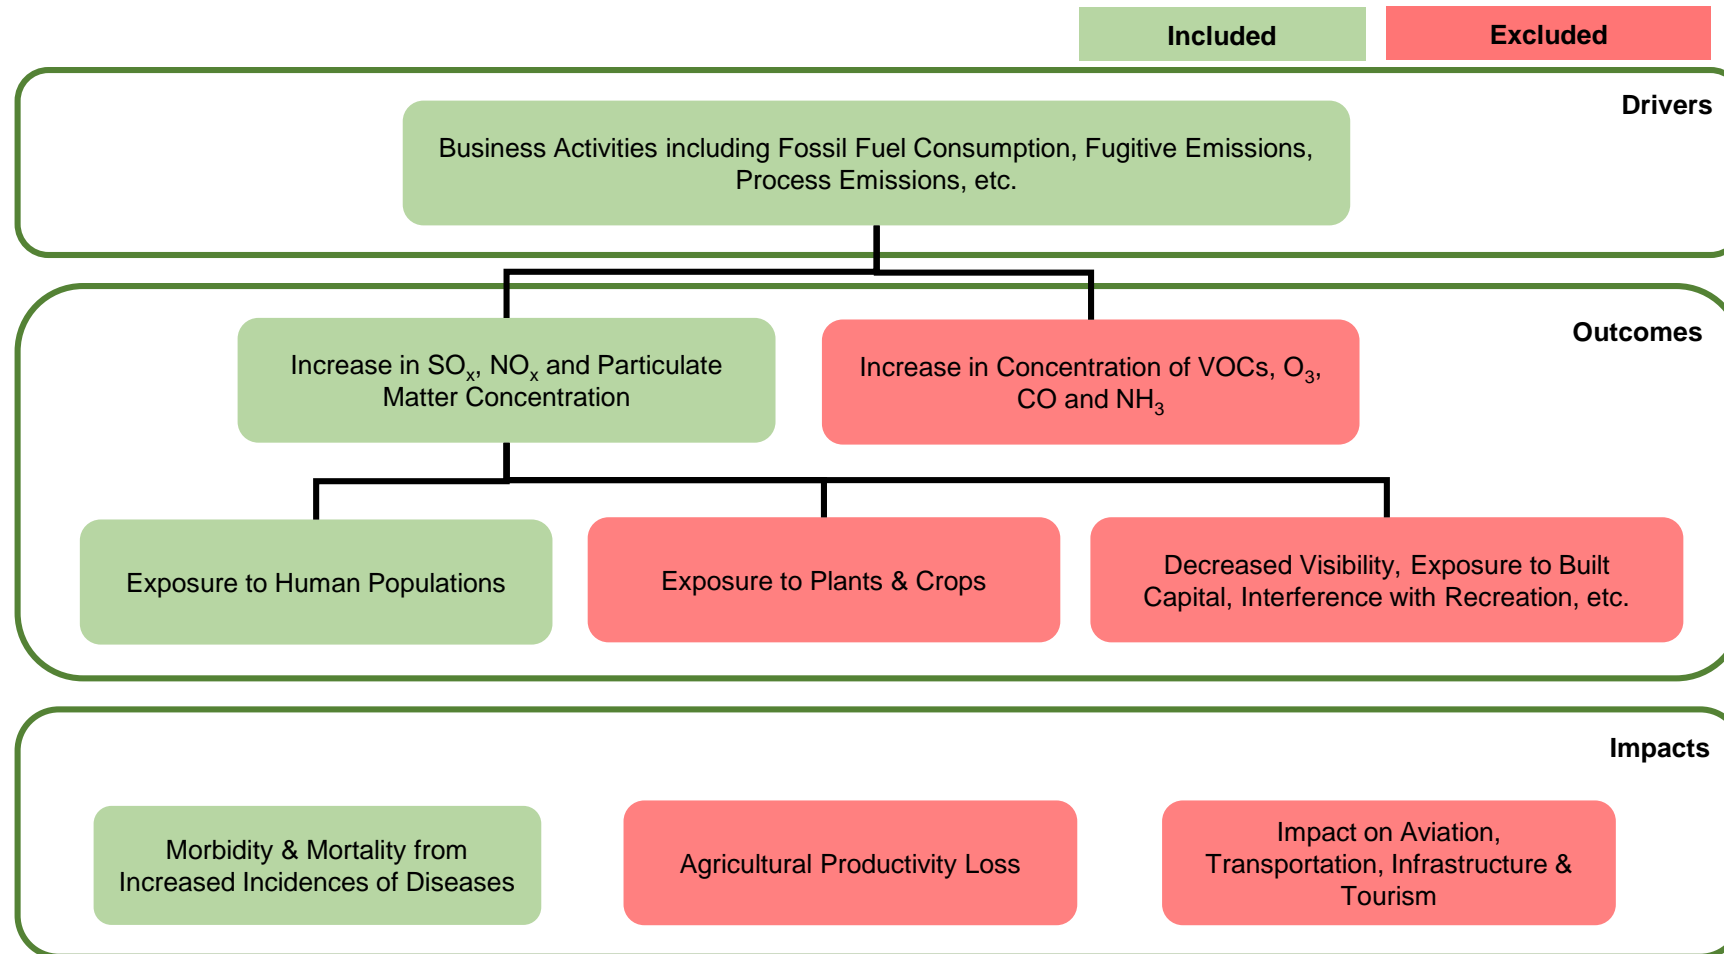 Included
Excluded
Drivers
Business Activities including Fossil Fuel Consumption, Fugitive Emissions,
Process Emissions, etc.
Outcomes
Increase in SOₓ, NOₓ and Particulate
Matter Concentration
Increase in Concentration of VOCs, O₃,
CO and NH₃
Exposure to Human Populations
Exposure to Plants & Crops
Decreased Visibility, Exposure to Built
Capital, Interference with Recreation, etc.
Impacts
Morbidity & Mortality from
Increased Incidences of Diseases
Agricultural Productivity Loss
Impact on Aviation,
Transportation, Infrastructure &
Tourism